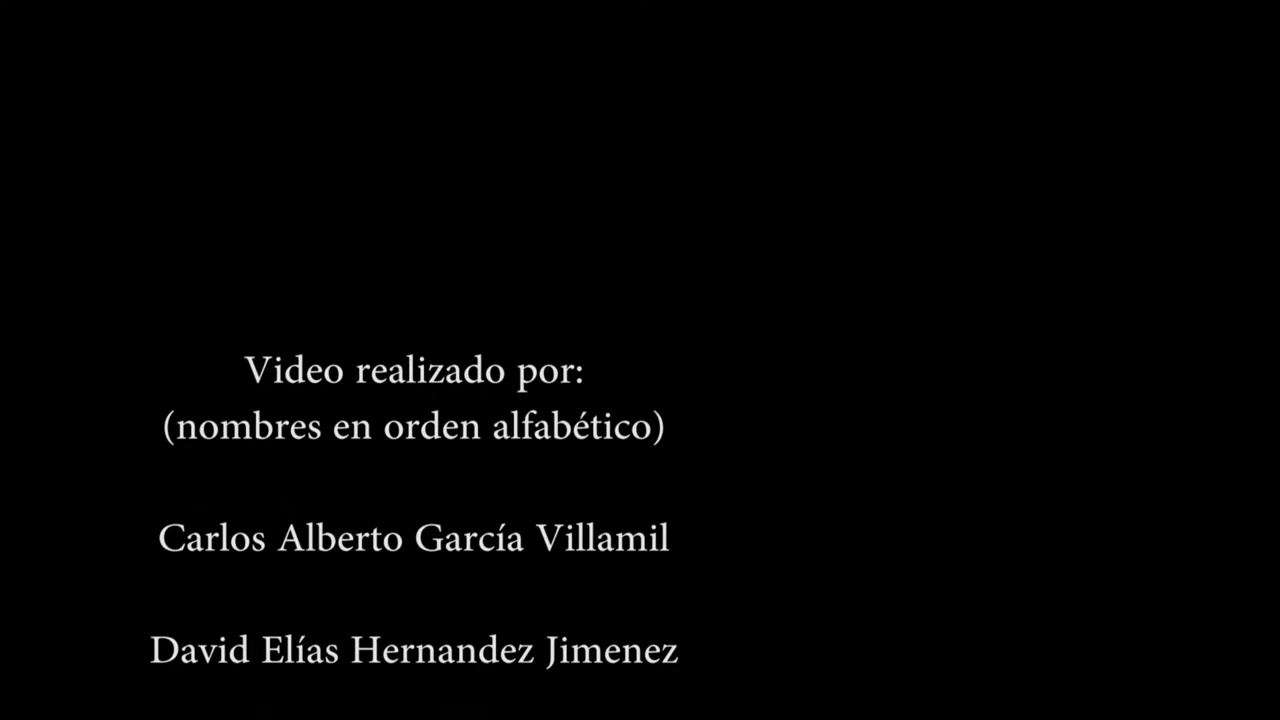 Video realizado por:
(nombres en orden alfabético)
Carlos Alberto García Villamil
David Elías Hernandez Jimenez